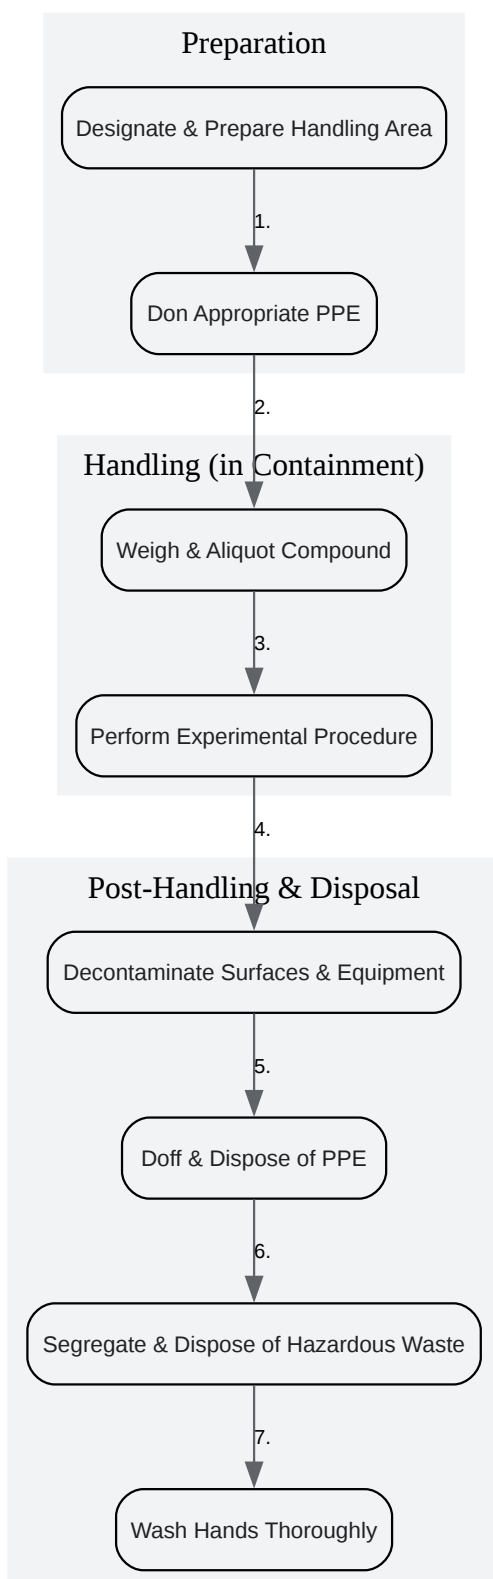 Preparation
Designate & Prepare Handling Area
1.
Don Appropriate PPE
2.
Handling (in Containment)
Weigh & Aliquot Compound
3.
Perform Experimental Procedure
4.
Post-Handling & Disposal
Decontaminate Surfaces & Equipment
5.
Doff & Dispose of PPE
6.
Segregate & Dispose of Hazardous Waste
7.
Wash Hands Thoroughly